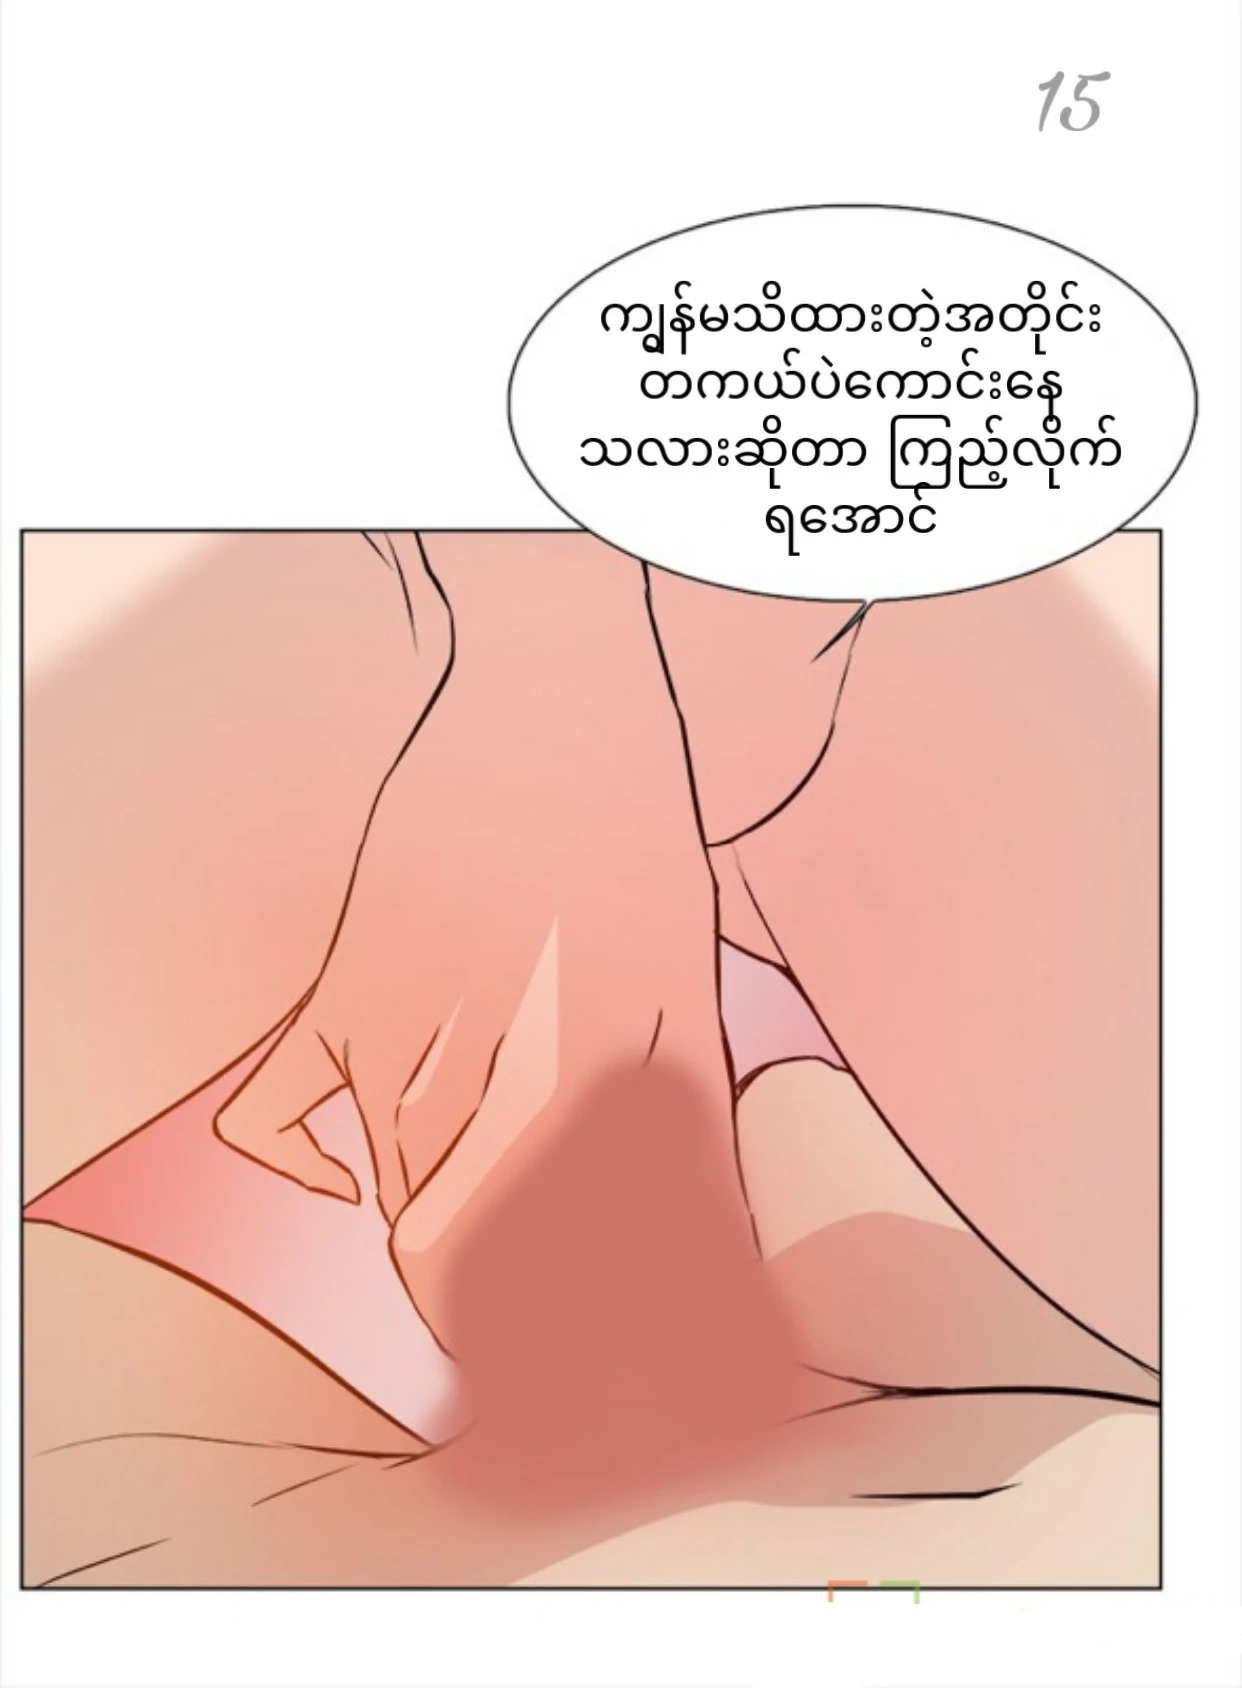 15
ကျွန်မသိထားတဲ့အတိုင်း
တကယ်ပဲကောင်းနေ
သလားဆိုတာ ကြည့်လိုက်
ရအောင်